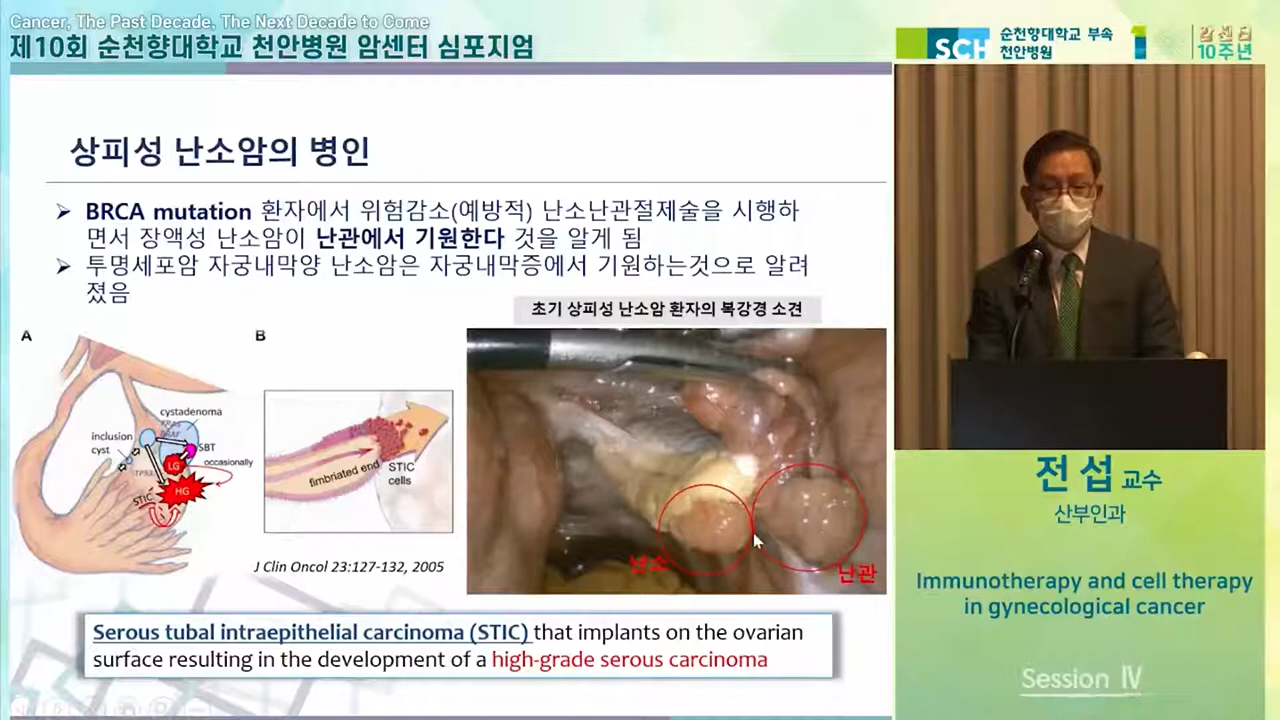 Cancer, The Past Decade, The Next Decade to Come
제10회 순천향대학교 천안병원 암센터 심포지엄
SCH 순천향대학교 부속 천안병원
암센터
10주년
상피성 난소암의 병인
➢ BRCA mutation 환자에서 위험감소(예방적) 난소난관절제술을 시행하
면서 장액성 난소암이 난관에서 기원한다 것을 알게 됨
➢ 투명세포암 자궁내막양 난소암은 자궁내막증에서 기원하는것으로 알려
졌음
초기 상피성 난소암 환자의 복강경 소견
A
cystadenoma
KRAS
BRAF
inclusion
cyst
SBT
LG
occasionally
TP53
HG
STIC
B
fimbriated end
STIC
cells
J Clin Oncol 23:127-132, 2005
난소
난관
Serous tubal intraepithelial carcinoma (STIC) that implants on the ovarian
surface resulting in the development of a high-grade serous carcinoma
전 섭 교수
산부인과
Immunotherapy and cell therapy
in gynecological cancer
Session Ⅳ